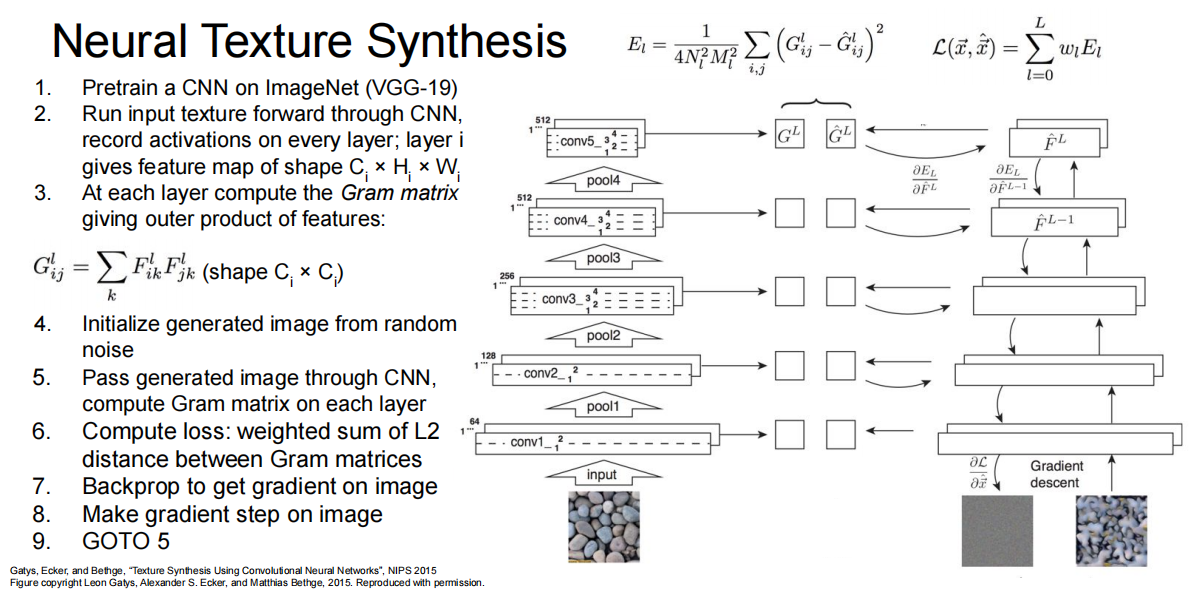 Neural Texture Synthesis
E_l = \frac{1}{4N_l^2 M_l^2} \sum_{i,j} (G_{ij}^l - \hat{G}_{ij}^l)^2
\mathcal{L}(\vec{x}, \hat{\vec{x}}) = \sum_{l=0}^{L} w_l E_l
1. Pretrain a CNN on ImageNet (VGG-19)
2. Run input texture forward through CNN,
record activations on every layer; layer i
gives feature map of shape C_i × H_i × W_i
3. At each layer compute the Gram matrix
giving outer product of features:
G_{ij}^l = \sum_k F_{ik}^l F_{jk}^l (shape C_i × C_i)
4. Initialize generated image from random
noise
5. Pass generated image through CNN,
compute Gram matrix on each layer
6. Compute loss: weighted sum of L2
distance between Gram matrices
7. Backprop to get gradient on image
8. Make gradient step on image
9. GOTO 5
512
1...
conv5_ 1 2 3 4
G^L
\hat{G}^L
\hat{F}^L
pool4
\frac{\partial E_L}{\partial \hat{F}^L}
\frac{\partial E_L}{\partial \hat{F}^{L-1}}
512
1...
conv4_ 1 2 3 4
\hat{F}^{L-1}
pool3
256
1...
conv3_ 1 2 3 4
pool2
128
1...
conv2_ 1 2
pool1
64
1...
conv1_ 1 2
input
\frac{\partial \mathcal{L}}{\partial \hat{\vec{x}}}
Gradient
descent
Gatys, Ecker, and Bethge, “Texture Synthesis Using Convolutional Neural Networks”, NIPS 2015
Figure copyright Leon Gatys, Alexander S. Ecker, and Matthias Bethge, 2015. Reproduced with permission.